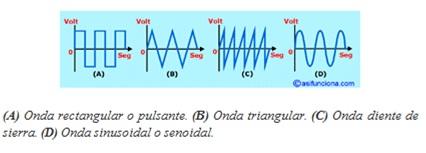 Volt Volt Volt Volt
0 0 0 0
Seg Seg Seg Seg
(A) (B) (C) (D)
©asifunciona.com
(A) Onda rectangular o pulsante. (B) Onda triangular. (C) Onda diente de
sierra. (D) Onda sinusoidal o senoidal.